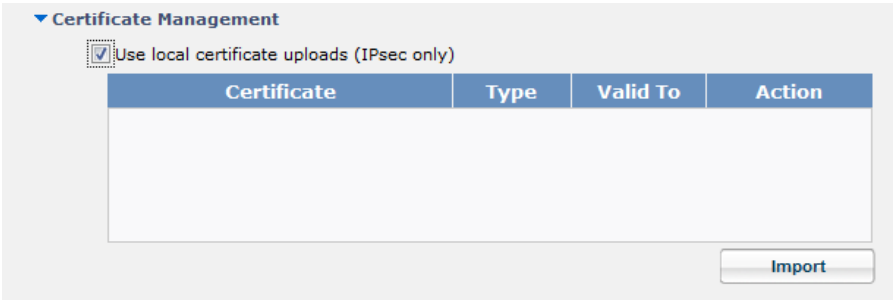 Certificate Management
Use local certificate uploads (IPsec only)
Certificate Type Valid To Action
Import